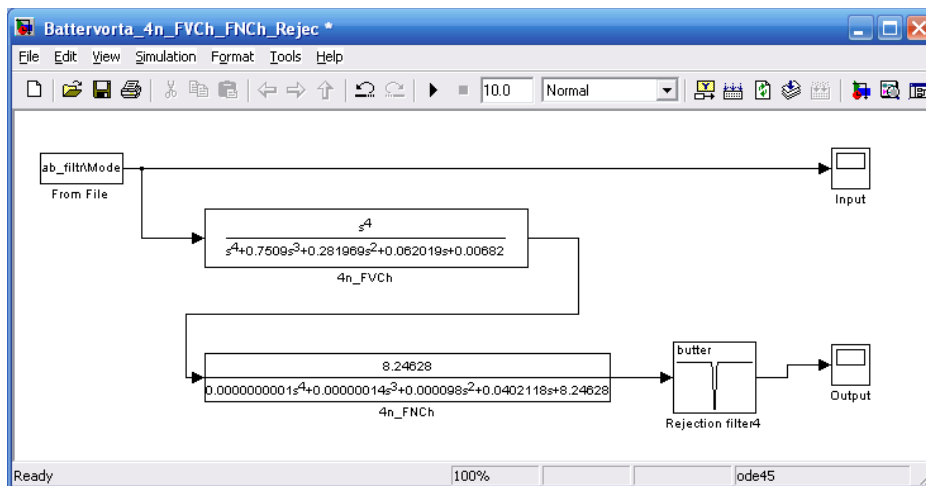 Battervorta_4n_FVCh_FNCh_Rejec *
File Edit View Simulation Format Tools Help
10.0 Normal
ab_filtr\Mode
From File
Input
s4
s4+0.7509s3+0.281969s2+0.062019s+0.00682
4n_FVCh
8.24628
0.0000000001s4+0.00000014s3+0.000098s2+0.0402118s+8.24628
4n_FNCh
butter
Rejection filter4
Output
Ready 100% ode45